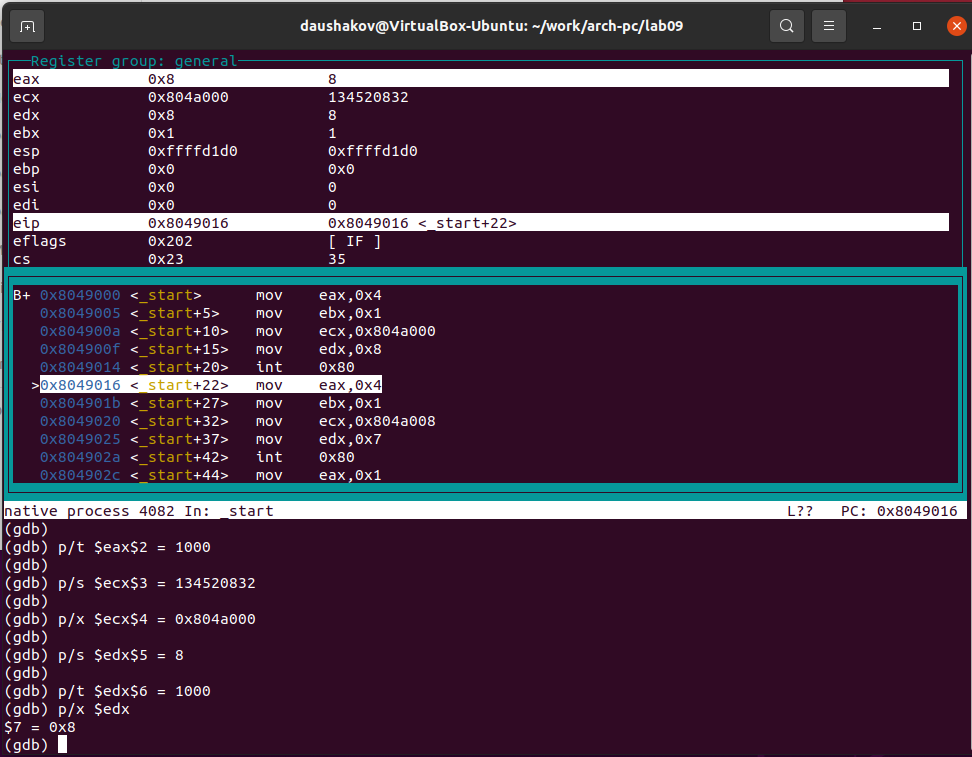 daushakov@VirtualBox-Ubuntu: ~/work/arch-pc/lab09
Register group: general
eax 0x8 8
ecx 0x804a000 134520832
edx 0x8 8
ebx 0x1 1
esp 0xffffd1d0 0xffffd1d0
ebp 0x0 0x0
esi 0x0 0
edi 0x0 0
eip 0x8049016 0x8049016 <_start+22>
eflags 0x202 [ IF ]
cs 0x23 35
B+ 0x8049000 <_start> mov eax,0x4
0x8049005 <_start+5> mov ebx,0x1
0x804900a <_start+10> mov ecx,0x804a000
0x804900f <_start+15> mov edx,0x8
0x8049014 <_start+20> int 0x80
>0x8049016 <_start+22> mov eax,0x4
0x804901b <_start+27> mov ebx,0x1
0x8049020 <_start+32> mov ecx,0x804a008
0x8049025 <_start+37> mov edx,0x7
0x804902a <_start+42> int 0x80
0x804902c <_start+44> mov eax,0x1
native process 4082 In: _start L?? PC: 0x8049016
(gdb)
(gdb) p/t $eax$2 = 1000
(gdb)
(gdb) p/s $ecx$3 = 134520832
(gdb)
(gdb) p/x $ecx$4 = 0x804a000
(gdb)
(gdb) p/s $edx$5 = 8
(gdb)
(gdb) p/t $edx$6 = 1000
(gdb) p/x $edx
$7 = 0x8
(gdb)